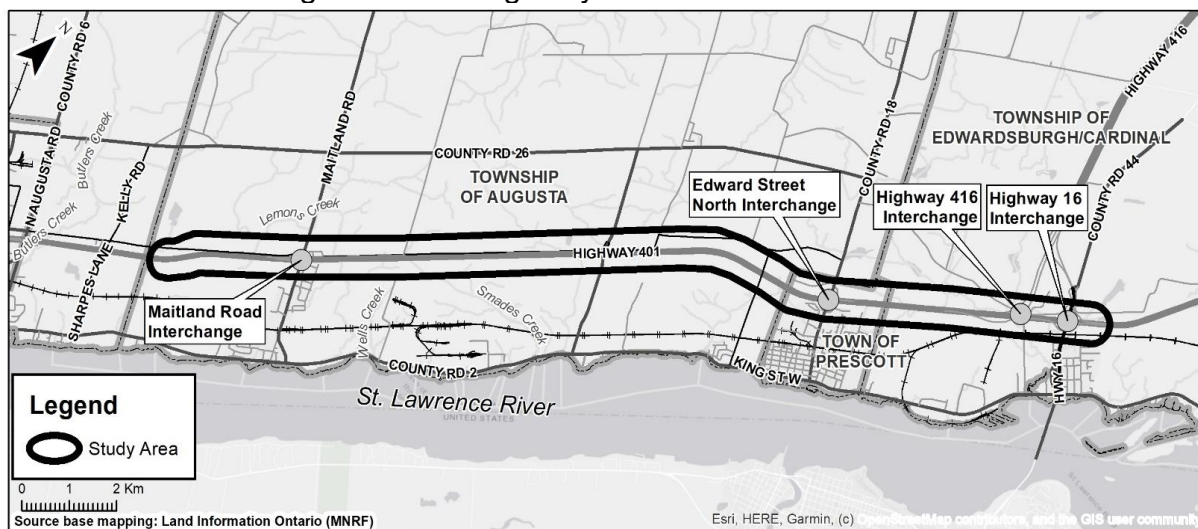 N
COUNTY RD 6
N AUGUSTA RD
Butlers Creek
Butlers Creek
KELLY RD
SHARPES LANE
MAITLAND RD
Lemons Creek
COUNTY RD 26
TOWNSHIP
OF AUGUSTA
COUNTY RD 18
TOWNSHIP OF
EDWARDSBURGH/CARDINAL
HIGHWAY 416
COUNTY RD 44
Edward Street
North Interchange
Highway 416
Interchange
Highway 16
Interchange
HIGHWAY 401
Maitland Road
Interchange
Wells Creek
Smades Creek
COUNTY RD 2
KING ST W
TOWN OF
PRESCOTT
HWY 16
St. Lawrence River
UNITED STATES
Legend
Study Area
0 1 2 Km
Source base mapping: Land Information Ontario (MNRF)
Esri, HERE, Garmin, (c) OpenStreetMap contributors, and the GIS user communit